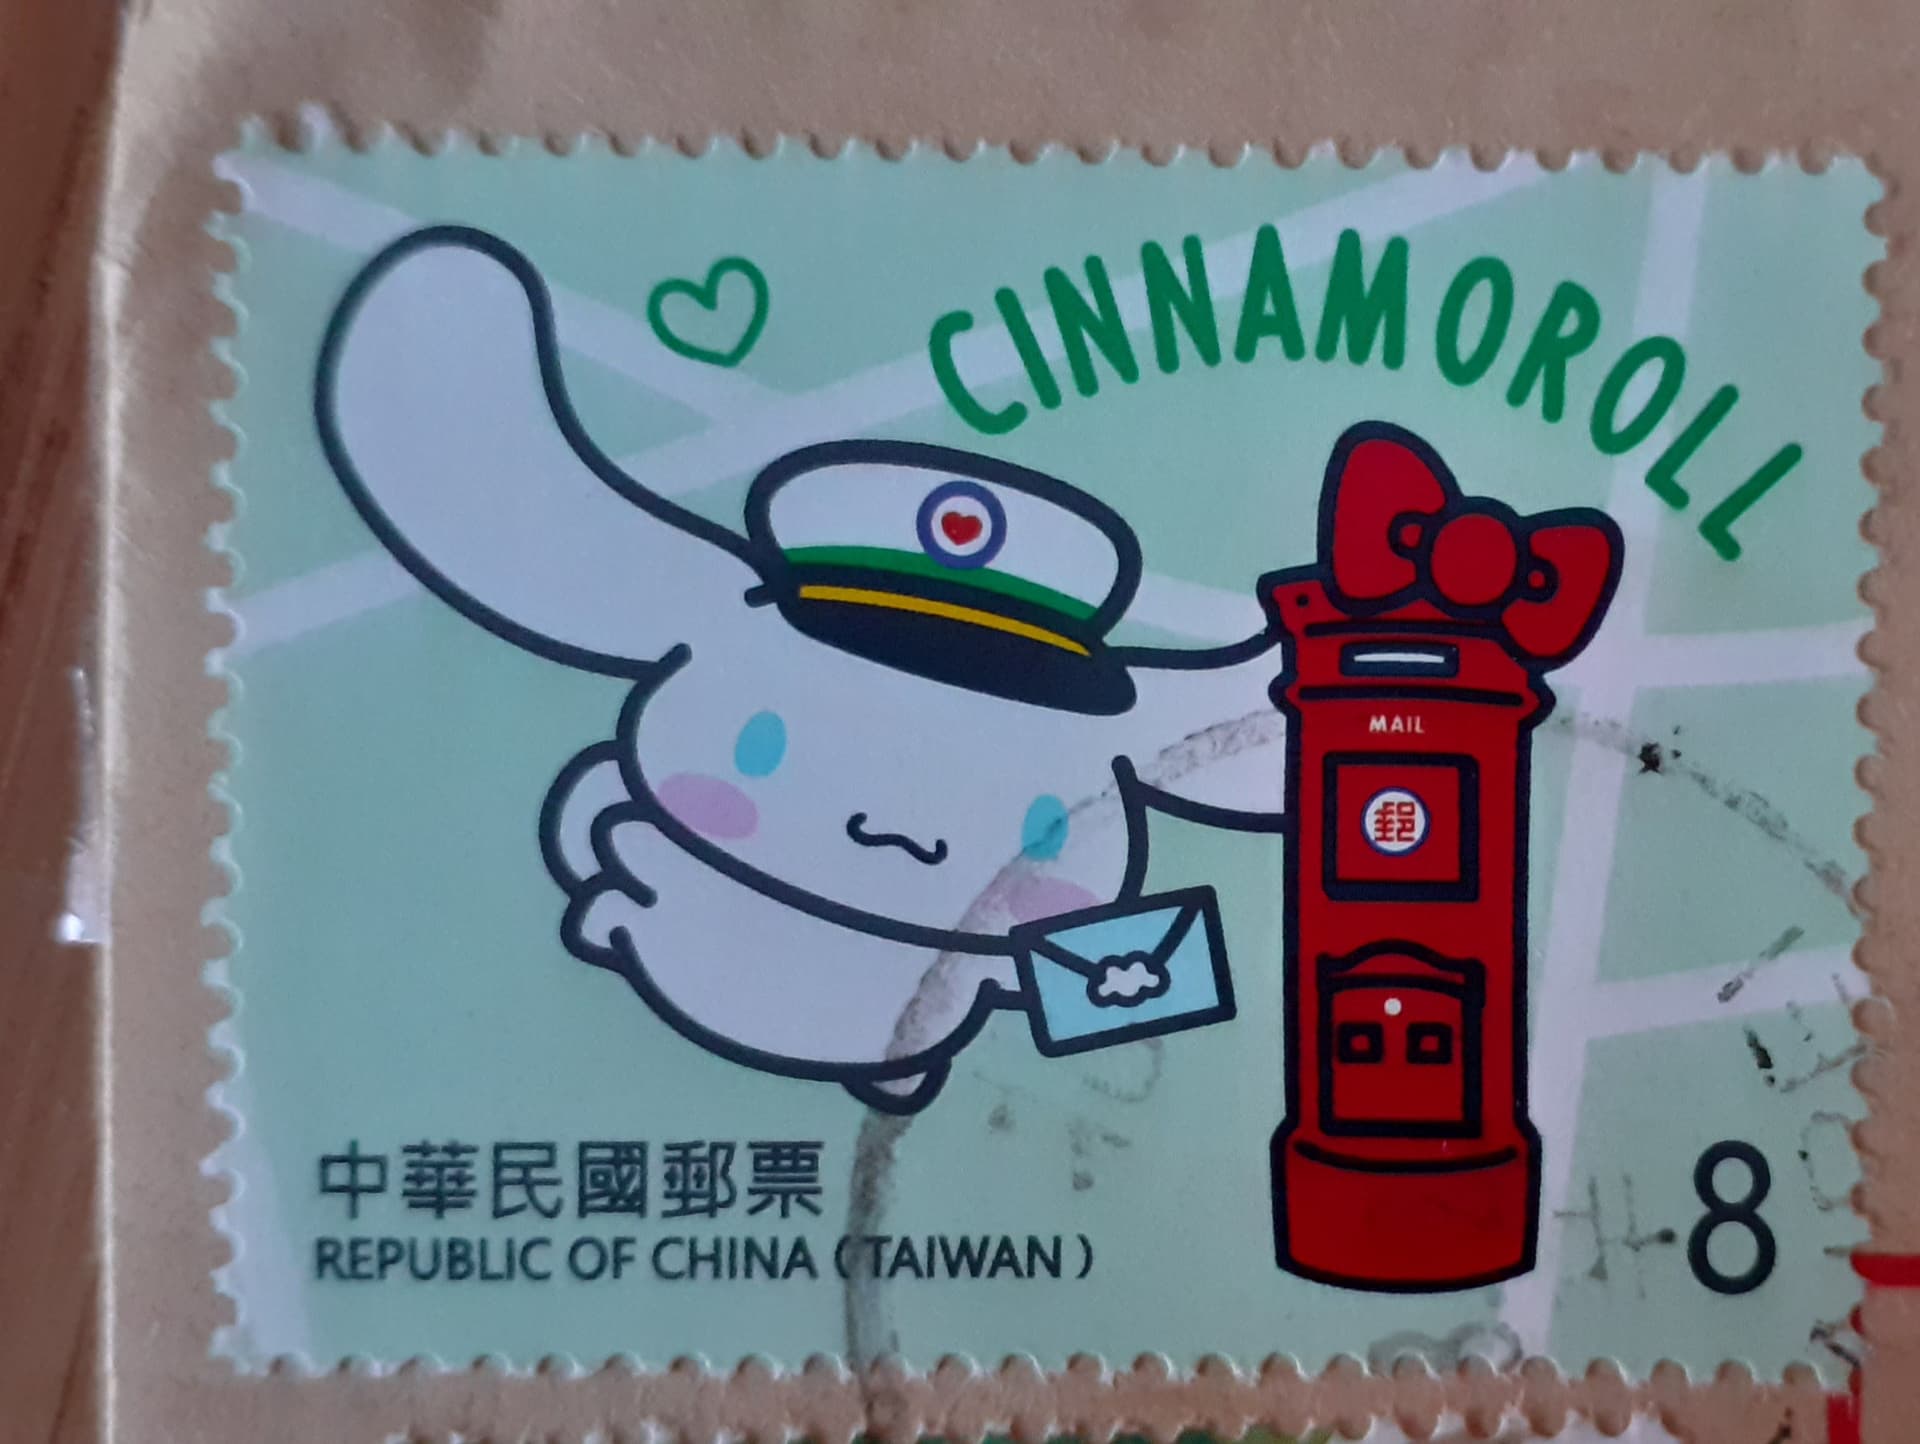 CINNAMOROLL
MAIL
郵
中華民國郵票
REPUBLIC OF CHINA (TAIWAN)
8